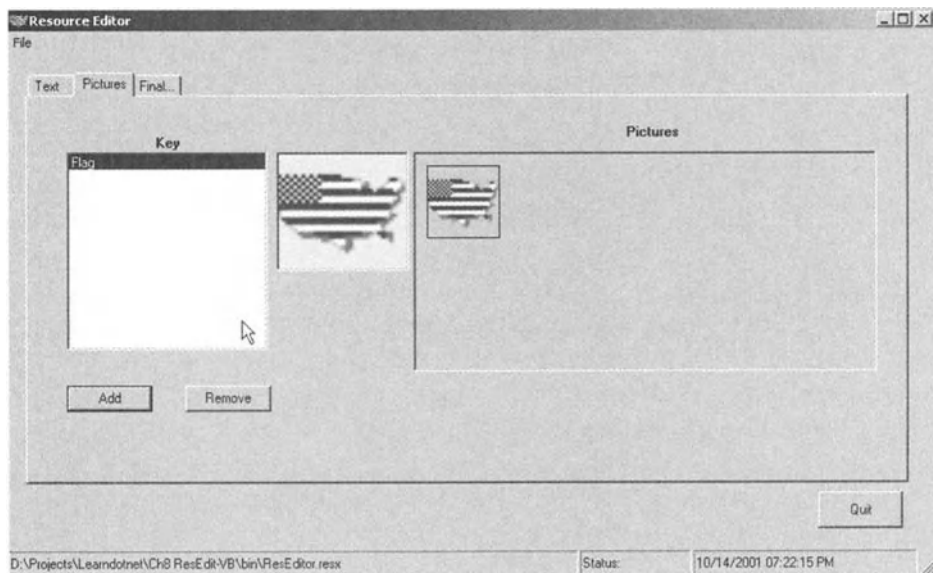 Resource Editor
File
Text Pictures Final...
Key
Pictures
Flag
Add Remove
Quit
D:\Projects\Learndotnet\Ch8 ResEdit-VB\bin\ResEditor.resx Status: 10/14/2001 07:22:15 PM